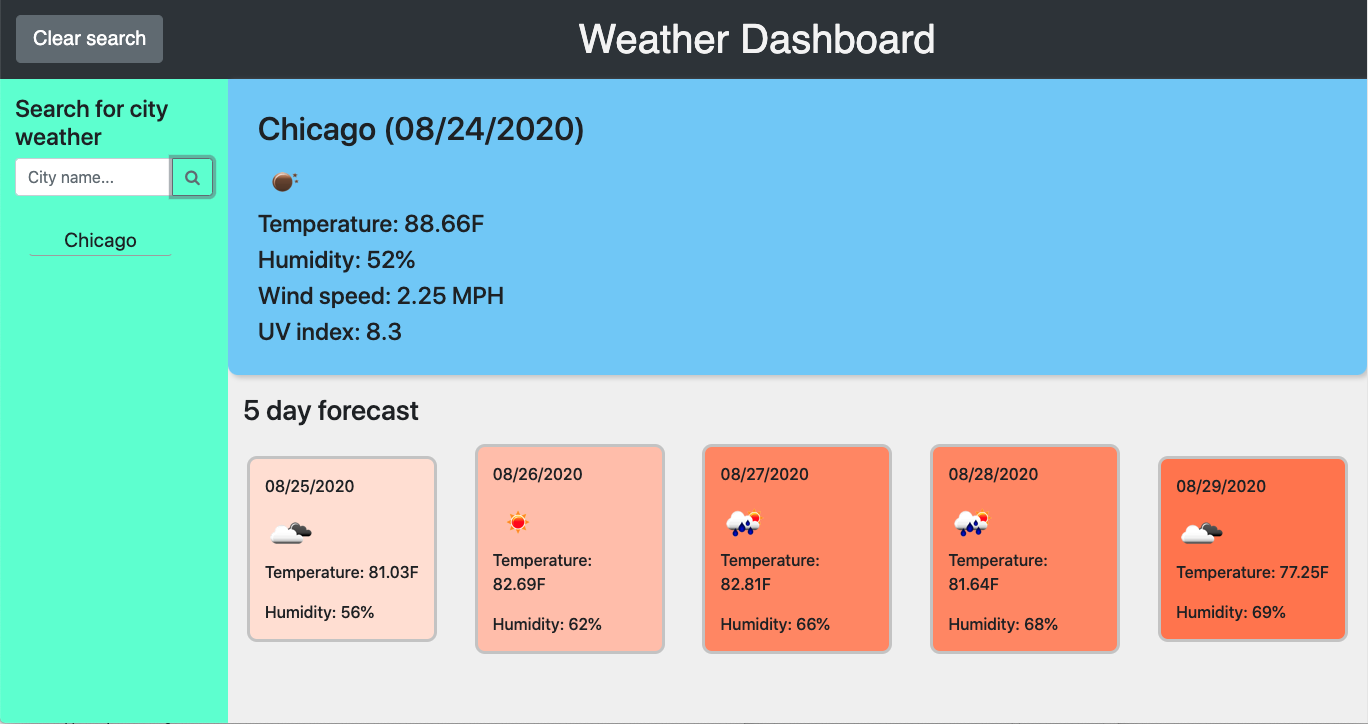 Clear search
Weather Dashboard
Search for city
weather
City name...
Chicago
Chicago (08/24/2020)
Temperature: 88.66F
Humidity: 52%
Wind speed: 2.25 MPH
UV index: 8.3
5 day forecast
08/25/2020
Temperature: 81.03F
Humidity: 56%
08/26/2020
Temperature:
82.69F
Humidity: 62%
08/27/2020
Temperature:
82.81F
Humidity: 66%
08/28/2020
Temperature:
81.64F
Humidity: 68%
08/29/2020
Temperature: 77.25F
Humidity: 69%